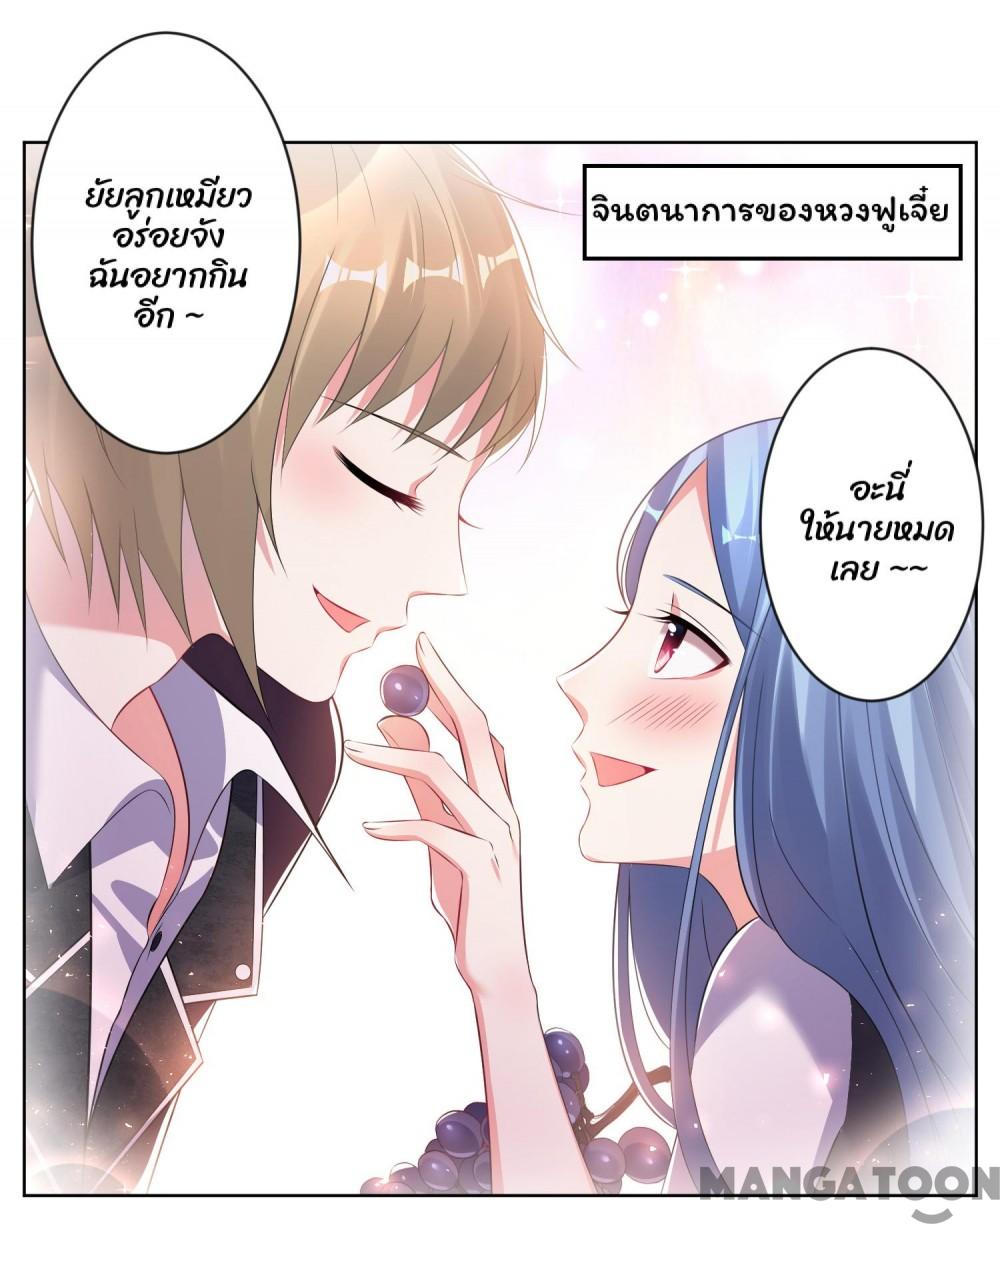 ยัยลูกเหมียว
อร่อยจัง
ฉันอยากกิน
อีก ~
จินตนาการของหวงฟูเจี๋ย
อะนี่
ให้นายหมด
เลย ~~
MANGATOON